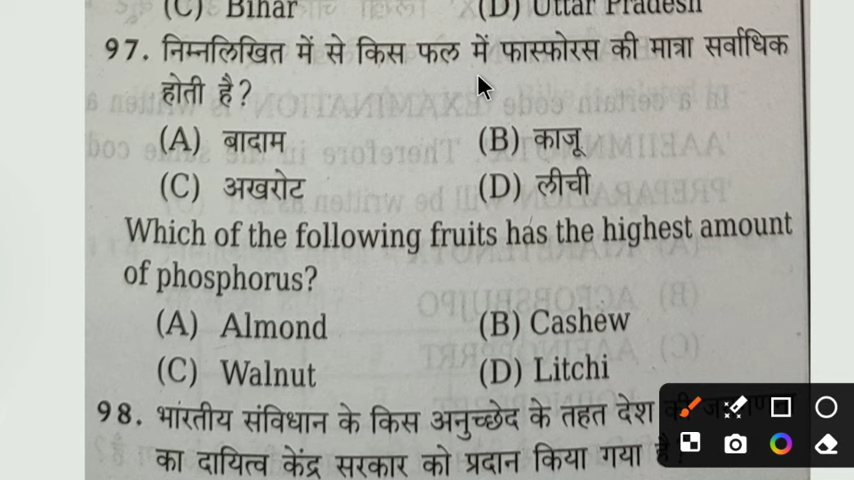 (C) Bihar (D) Uttar Pradesh
97. निम्नलिखित में से किस फल में फास्फोरस की मात्रा सर्वाधिक
होती है?
(A) बादाम (B) काजू
(C) अखरोट (D) लीची
Which of the following fruits has the highest amount
of phosphorus?
(A) Almond (B) Cashew
(C) Walnut (D) Litchi
98. भारतीय संविधान के किस अनुच्छेद के तहत देश की
का दायित्व केंद्र सरकार को प्रदान किया गया है?